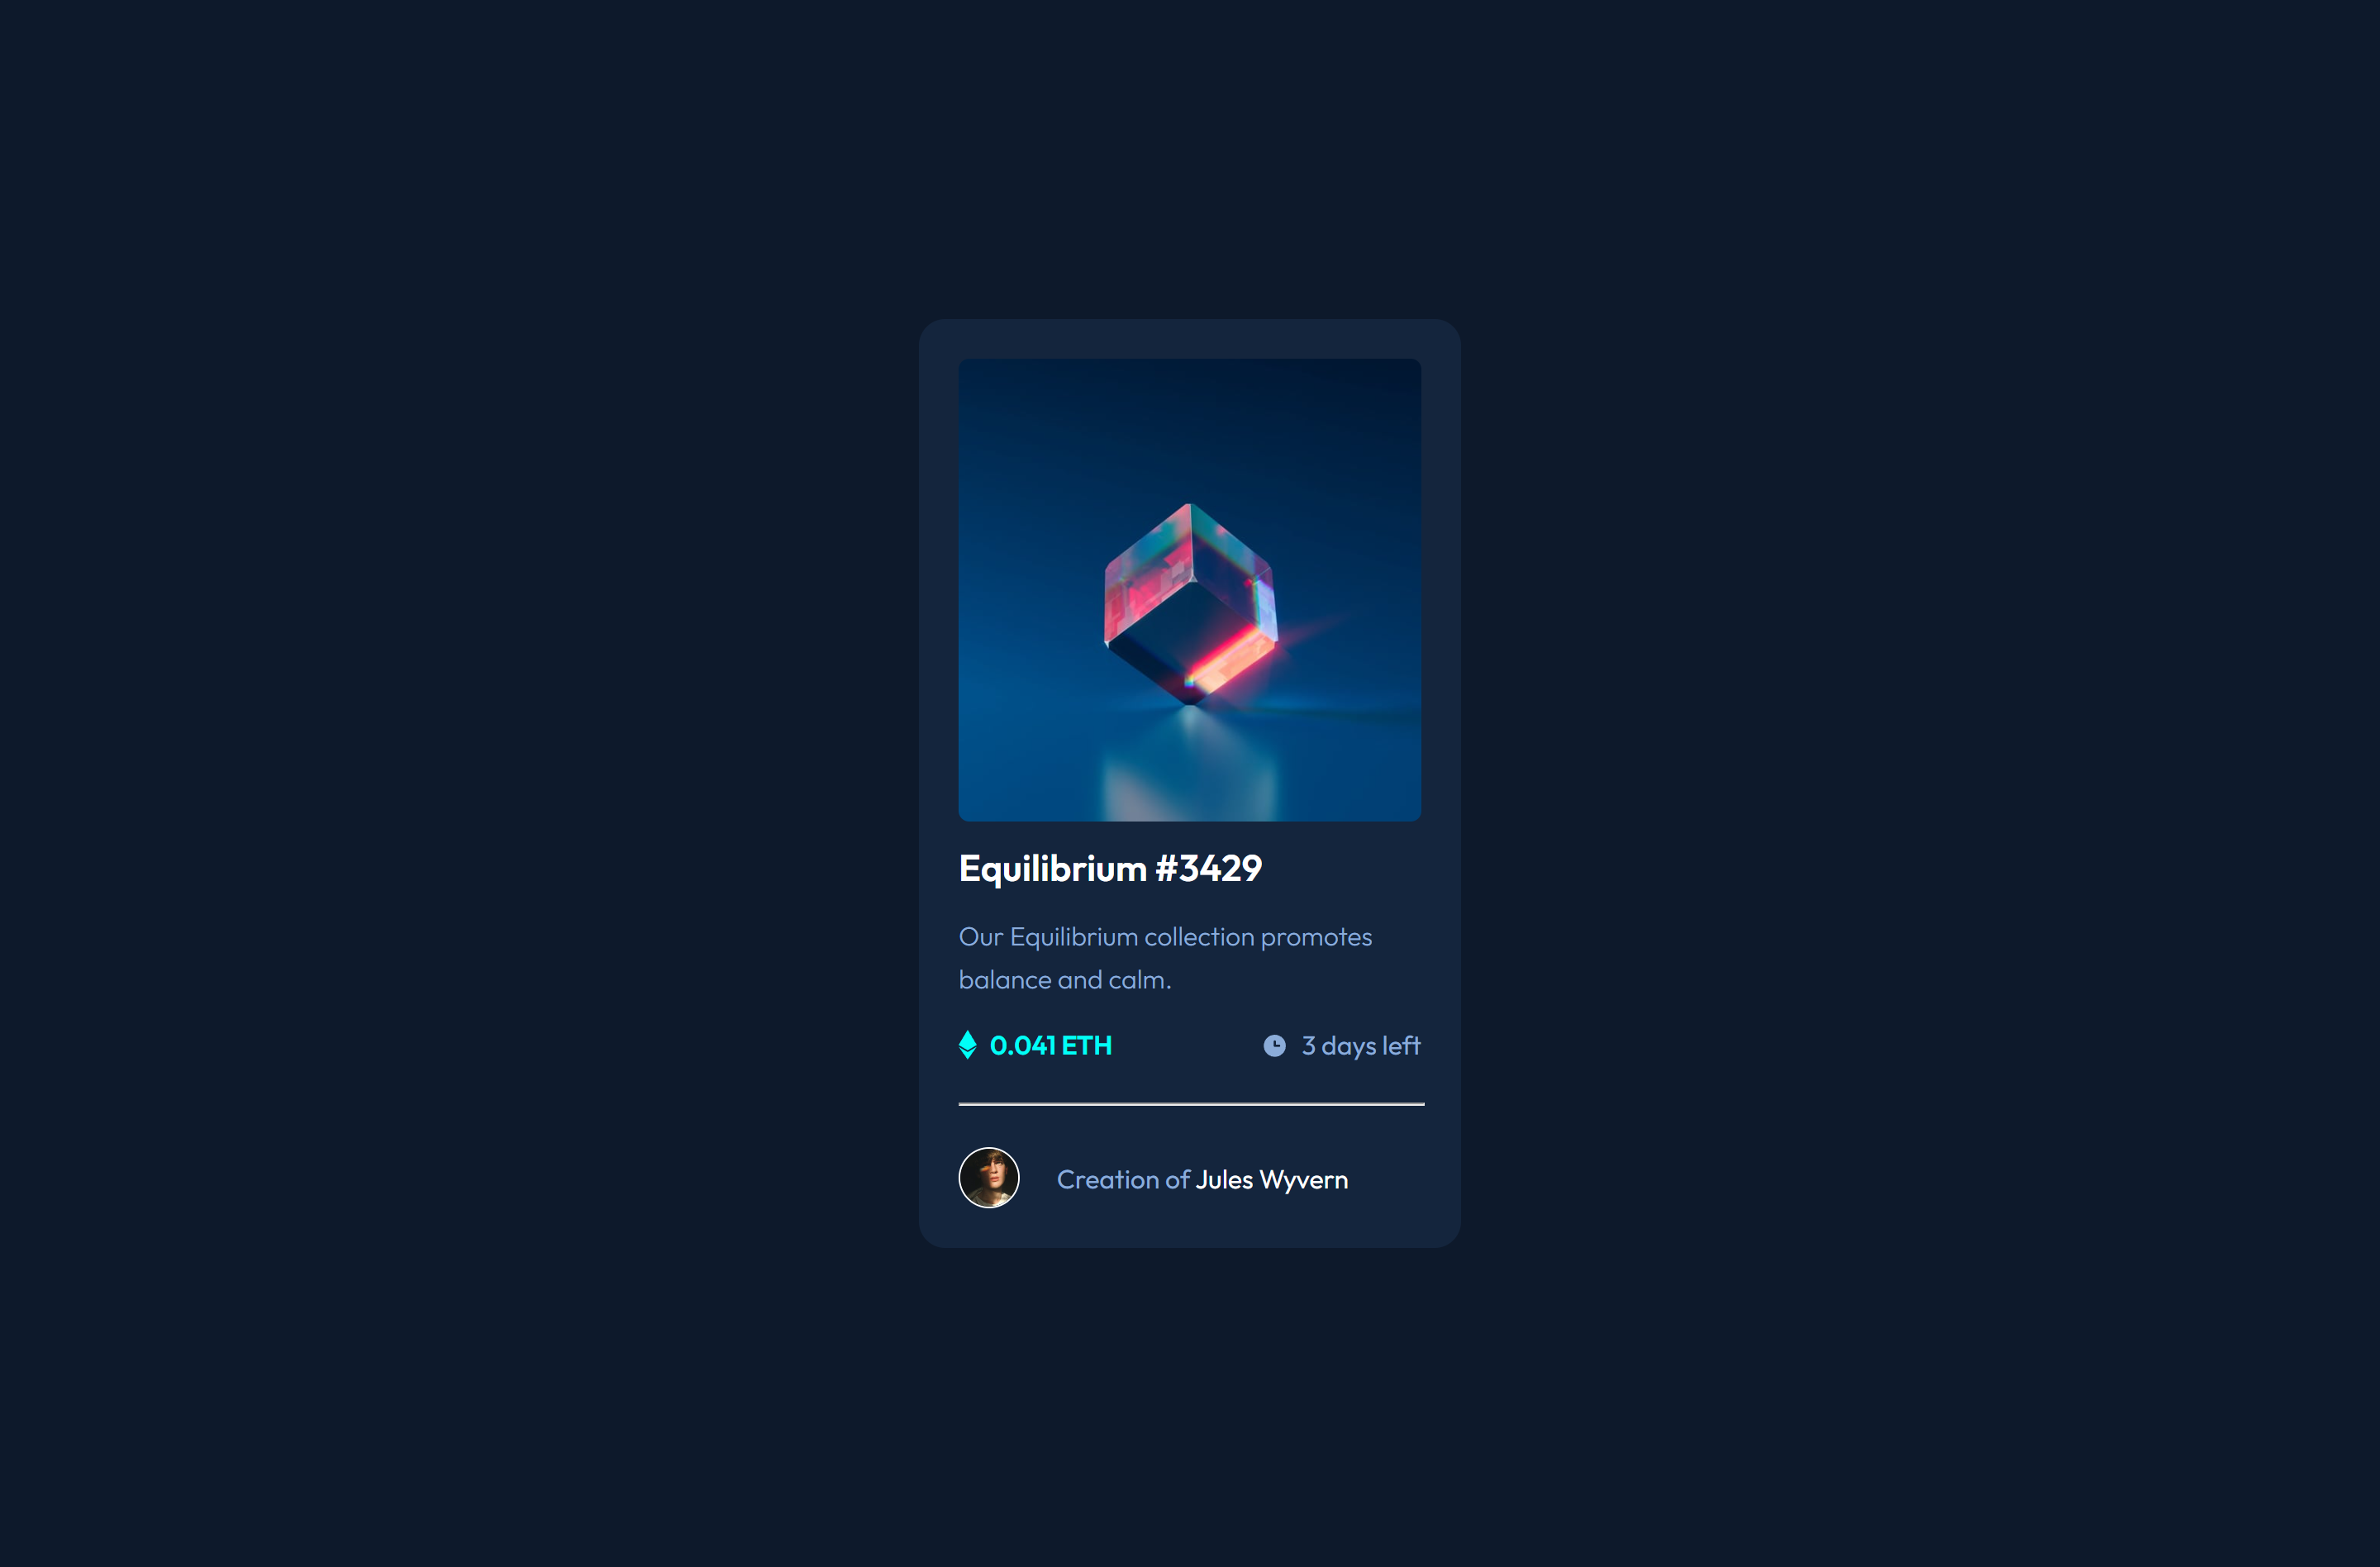 Equilibrium #3429
Our Equilibrium collection promotes
balance and calm.
0.041 ETH
3 days left
Creation of Jules Wyvern